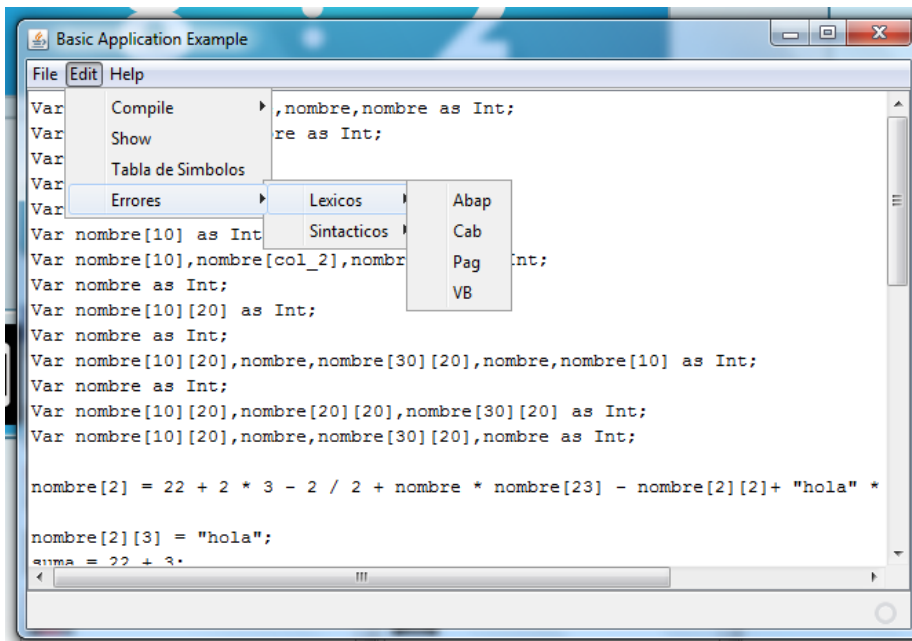 Basic Application Example
File Edit Help
Compile
Show
Tabla de Simbolos
Errores
Lexicos
Sintacticos
Abap
Cab
Pag
VB
Var ,nombre,nombre as Int;
Var re as Int;
Var
Var
Var
Var nombre[10] as Int
Var nombre[10],nombre[col_2],nombr nt;
Var nombre as Int;
Var nombre[10][20] as Int;
Var nombre as Int;
Var nombre[10][20],nombre,nombre[30][20],nombre,nombre[10] as Int;
Var nombre as Int;
Var nombre[10][20],nombre[20][20],nombre[30][20] as Int;
Var nombre[10][20],nombre,nombre[30][20],nombre as Int;
nombre[2] = 22 + 2 * 3 - 2 / 2 + nombre * nombre[23] - nombre[2][2]+ "hola" *
nombre[2][3] = "hola";
suma = 22 + 3;